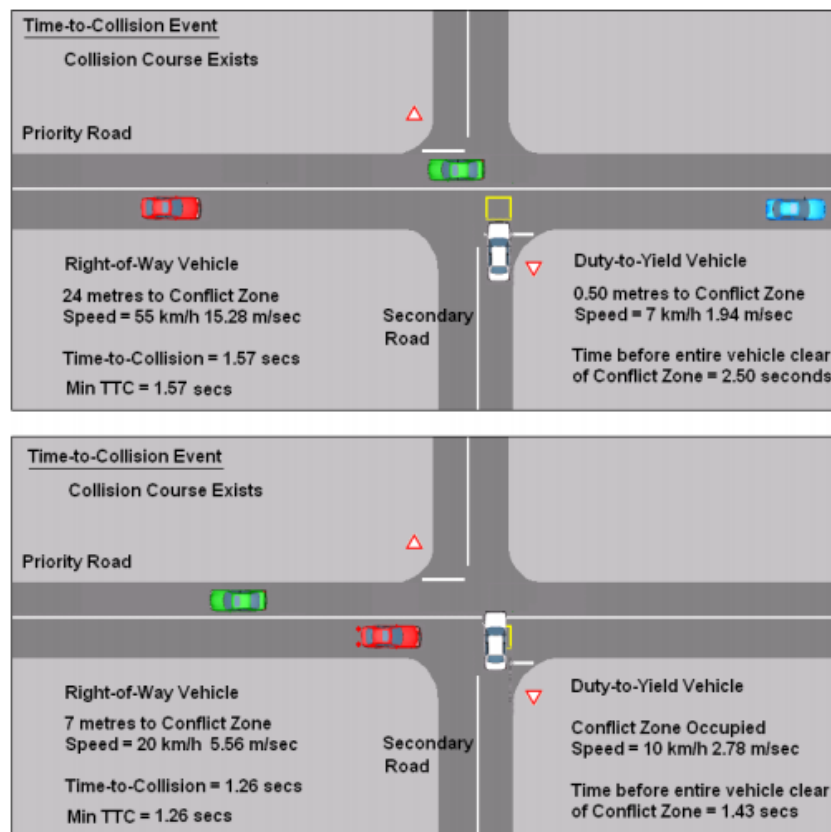 Time-to-Collision Event
Collision Course Exists
Priority Road
Right-of-Way Vehicle
24 metres to Conflict Zone
Speed = 55 km/h 15.28 m/sec
Time-to-Collision = 1.57 secs
Min TTC = 1.57 secs
Secondary
Road
Duty-to-Yield Vehicle
0.50 metres to Conflict Zone
Speed = 7 km/h 1.94 m/sec
Time before entire vehicle clear
of Conflict Zone = 2.50 seconds
Time-to-Collision Event
Collision Course Exists
Priority Road
Right-of-Way Vehicle
7 metres to Conflict Zone
Speed = 20 km/h 5.56 m/sec
Time-to-Collision = 1.26 secs
Min TTC = 1.26 secs
Secondary
Road
Duty-to-Yield Vehicle
Conflict Zone Occupied
Speed = 10 km/h 2.78 m/sec
Time before entire vehicle clear
of Conflict Zone = 1.43 secs